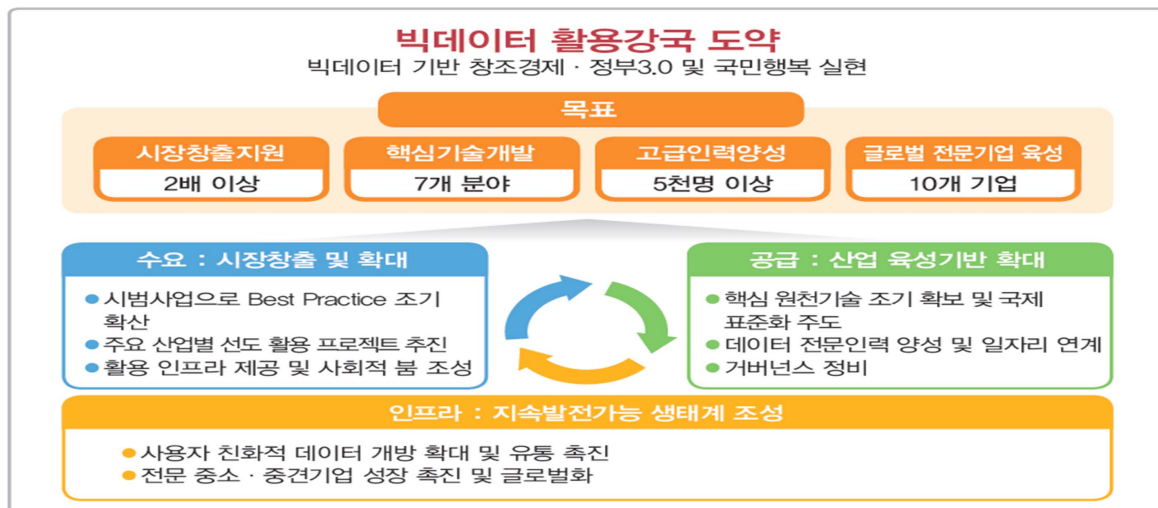 빅데이터 활용강국 도약
빅데이터 기반 창조경제 · 정부3.0 및 국민행복 실현
목표
시장창출지원
2배 이상
핵심기술개발
7개 분야
고급인력양성
5천명 이상
글로벌 전문기업 육성
10개 기업
수요 : 시장창출 및 확대
●시범사업으로 Best Practice 조기
확산
●주요 산업별 선도 활용 프로젝트 추진
●활용 인프라 제공 및 사회적 붐 조성
공급 : 산업 육성기반 확대
●핵심 원천기술 조기 확보 및 국제
표준화 주도
●데이터 전문인력 양성 및 일자리 연계
●거버넌스 정비
인프라 : 지속발전가능 생태계 조성
●사용자 친화적 데이터 개방 확대 및 유통 촉진
●전문 중소 · 중견기업 성장 촉진 및 글로벌화